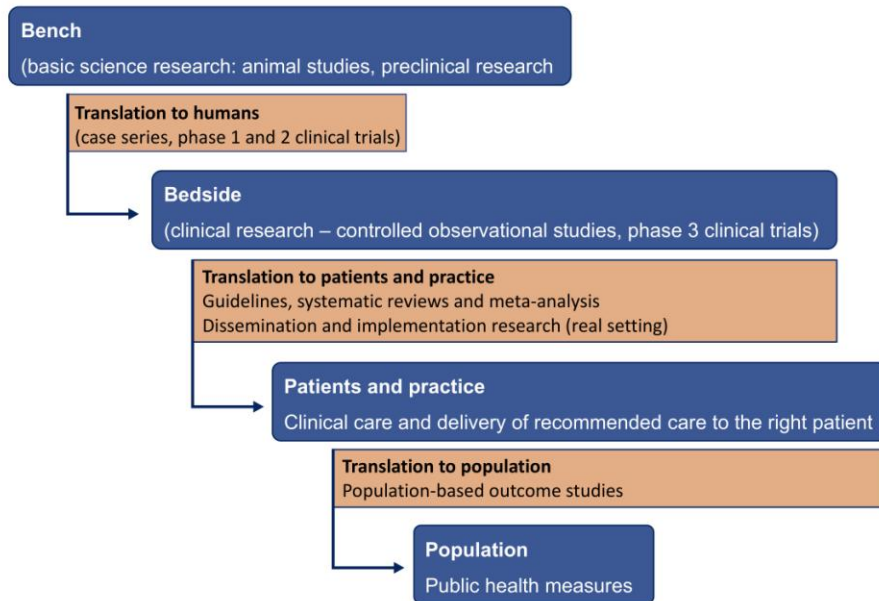 Bench
(basic science research: animal studies, preclinical research
Translation to humans
(case series, phase 1 and 2 clinical trials)
Bedside
(clinical research – controlled observational studies, phase 3 clinical trials)
Translation to patients and practice
Guidelines, systematic reviews and meta-analysis
Dissemination and implementation research (real setting)
Patients and practice
Clinical care and delivery of recommended care to the right patient
Translation to population
Population-based outcome studies
Population
Public health measures